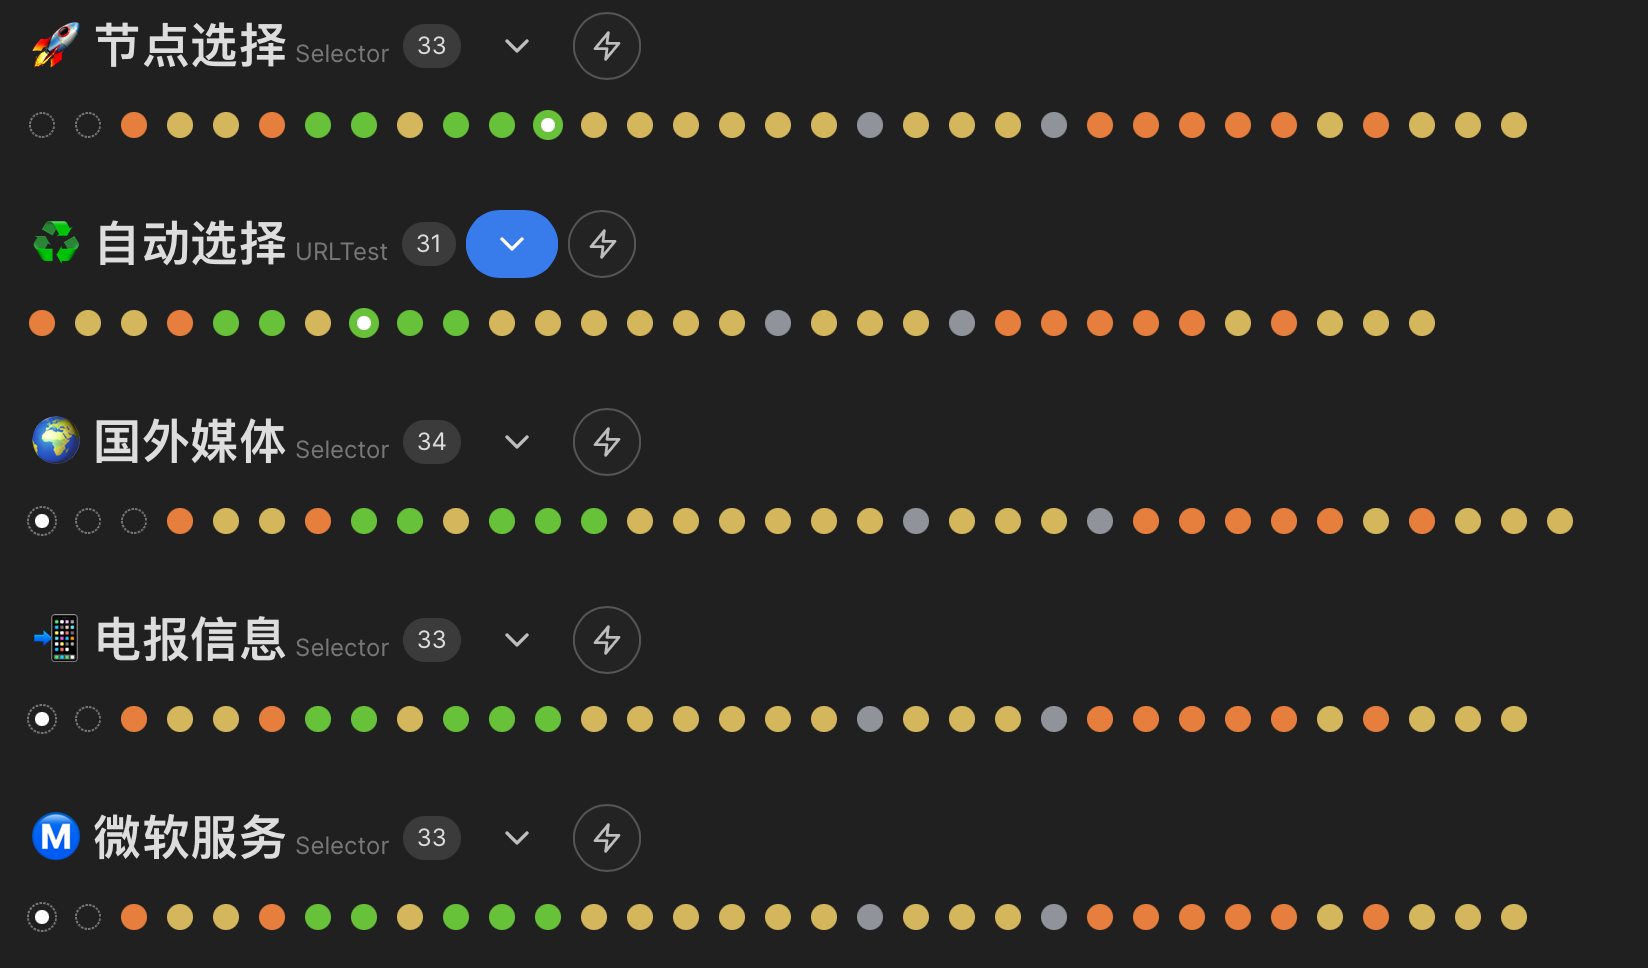 🚀 节点选择 Selector 33
♻️ 自动选择 URLTest 31
🌍 国外媒体 Selector 34
📲 电报信息 Selector 33
Ⓜ️ 微软服务 Selector 33